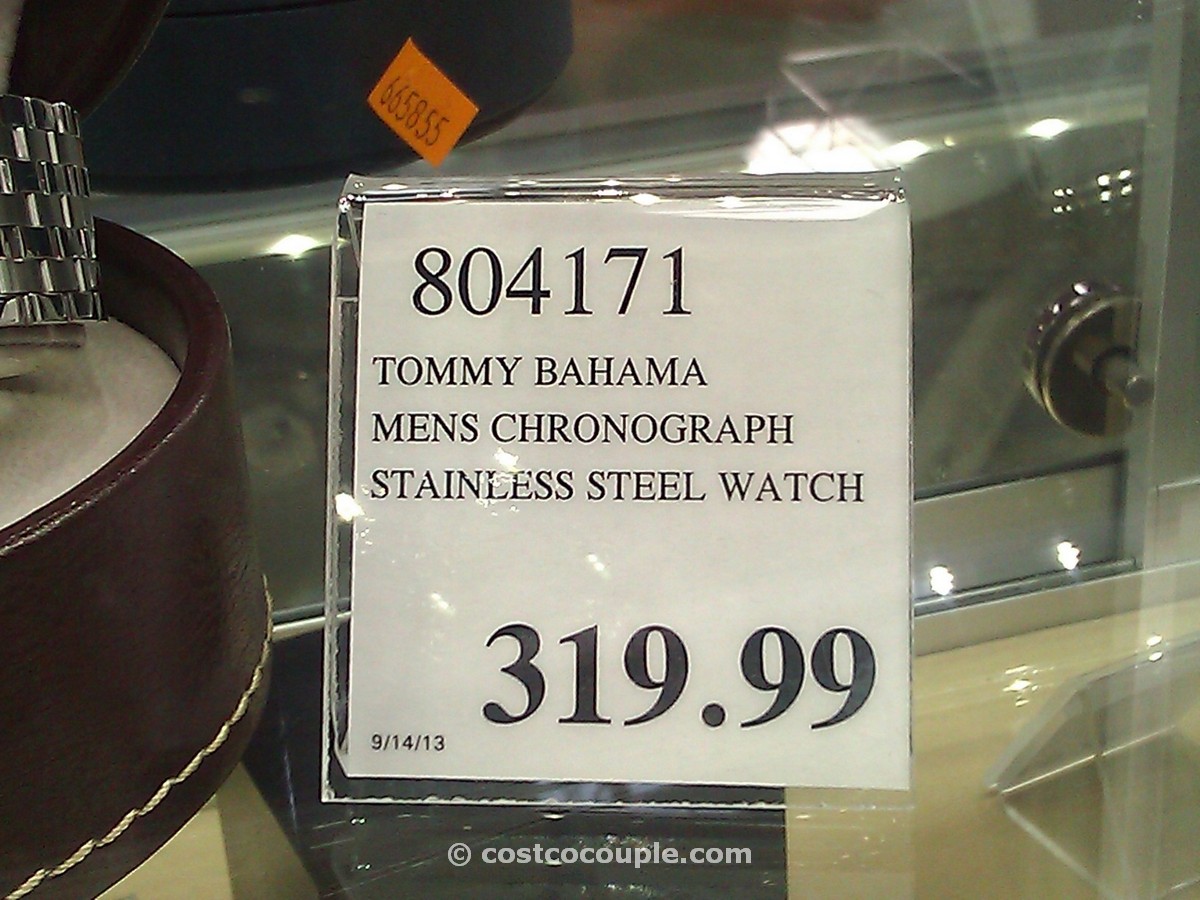 665855
804171
TOMMY BAHAMA
MENS CHRONOGRAPH
STAINLESS STEEL WATCH
319.99
9/14/13
© costcocouple.com